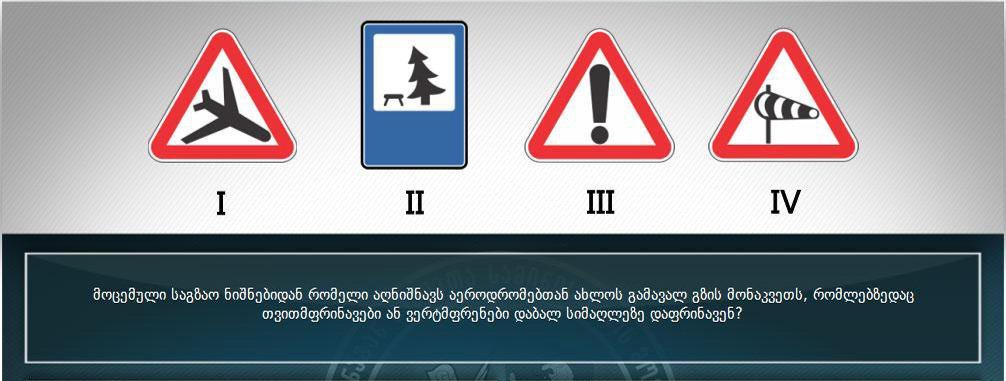 I II III IV
მოცემული საგზაო ნიშნებიდან რომელი აღნიშნავს აეროდრომებთან ახლოს გამავალ გზის მონაკვეთს, რომლებზედაც
თვითმფრინავები ან ვერტმფრენები დაბალ სიმაღლეზე დაფრინავენ?